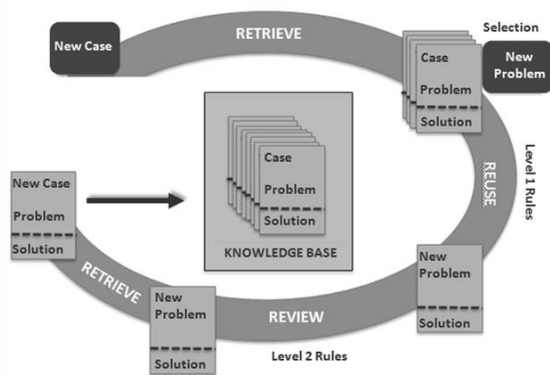 New Case
RETRIEVE
Selection
Case
Problem
Solution
New
Problem
REUSE
Level 1 Rules
Case
Problem
Solution
KNOWLEDGE BASE
New Case
Problem
Solution
RETRIEVE
New
Problem
Solution
REVIEW
Level 2 Rules
New
Problem
Solution